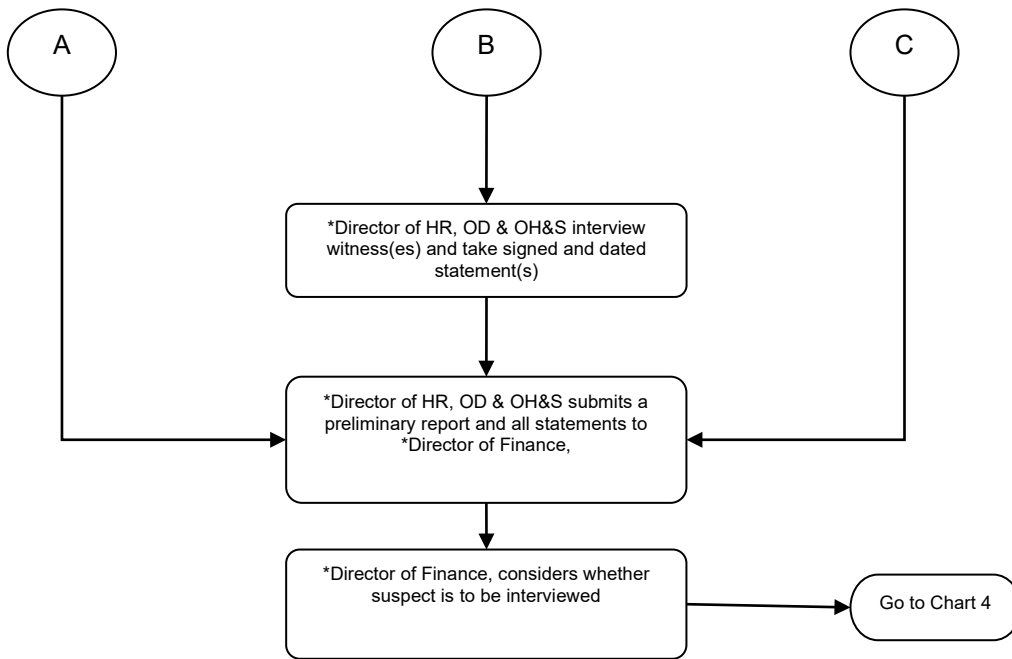 A
B
C
*Director of HR, OD & OH&S interview
witness(es) and take signed and dated
statement(s)
*Director of HR, OD & OH&S submits a
preliminary report and all statements to
*Director of Finance,
*Director of Finance, considers whether
suspect is to be interviewed
Go to Chart 4